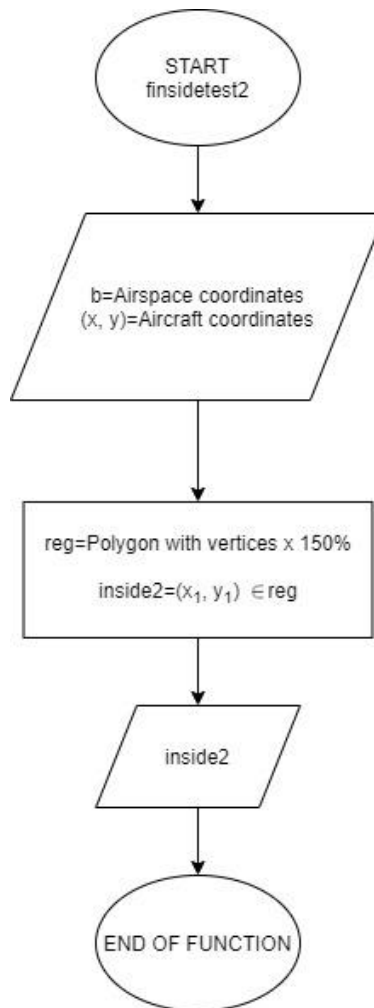 START
finsidetest2
b=Airspace coordinates
(x, y)=Aircraft coordinates
reg=Polygon with vertices x 150%
inside2=(x₁, y₁) ∈reg
inside2
END OF FUNCTION